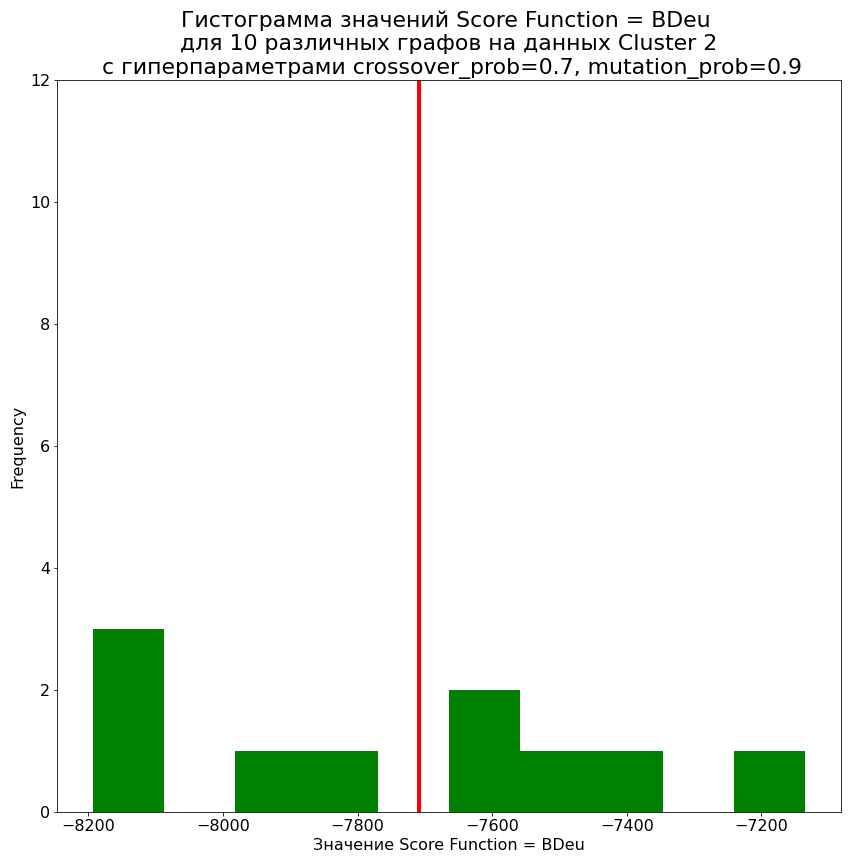 Гистограмма значений Score Function = BDeu
для 10 различных графов на данных Cluster 2
с гиперпараметрами crossover_prob=0.7, mutation_prob=0.9
12
10
8
6
4
2
0
Frequency
−8200 −8000 −7800 −7600 −7400 −7200
Значение Score Function = BDeu